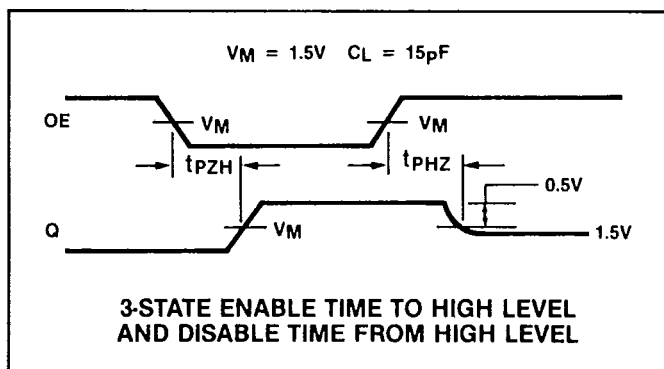 VM = 1.5V CL = 15pF
OE
VM
VM
tPZH
tPHZ
0.5V
Q
VM
1.5V
3-STATE ENABLE TIME TO HIGH LEVEL
AND DISABLE TIME FROM HIGH LEVEL